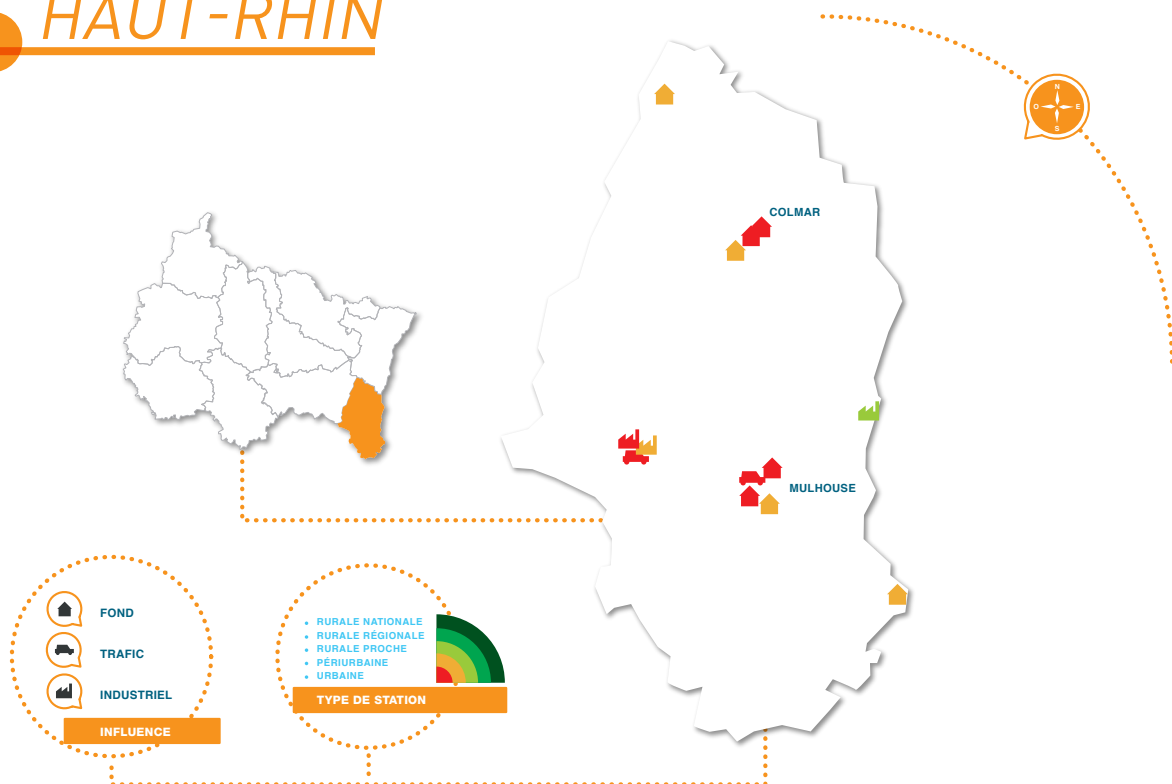 HAUT-RHIN
N
O
E
S
COLMAR
MULHOUSE
FOND
TRAFIC
INDUSTRIEL
INFLUENCE
• RURALE NATIONALE
• RURALE RÉGIONALE
• RURALE PROCHE
• PÉRIURBAINE
• URBAINE
TYPE DE STATION